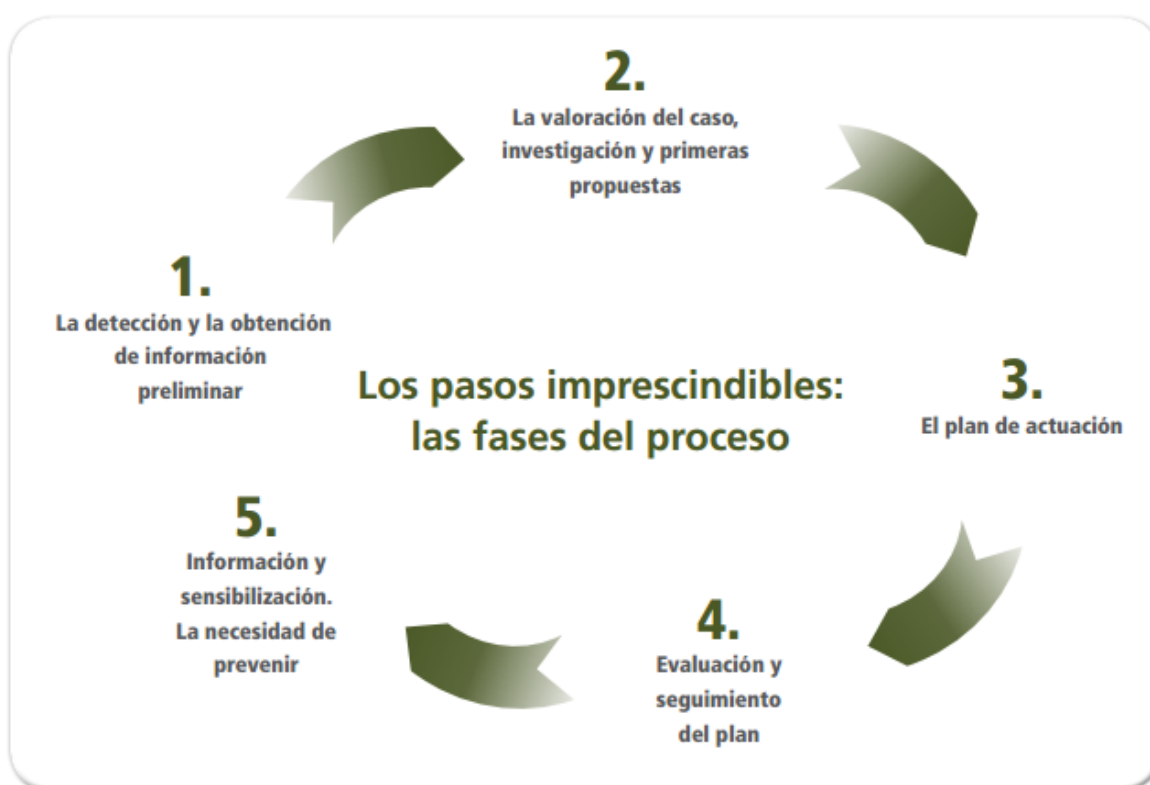 1.
La detección y la obtención
de información
preliminar
2.
La valoración del caso,
investigación y primeras
propuestas
3.
El plan de actuación
Los pasos imprescindibles:
las fases del proceso
4.
Evaluación y
seguimiento
del plan
5.
Información y
sensibilización.
La necesidad de
prevenir